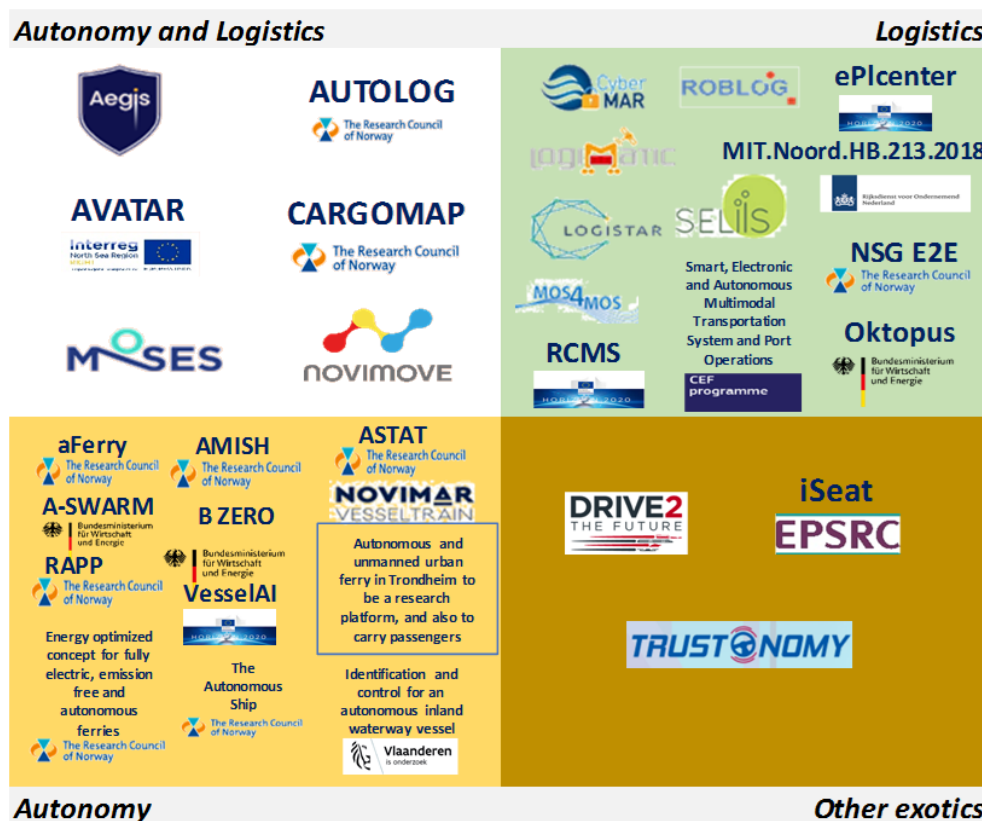 Autonomy and Logistics
Logistics
Aegis
AUTOLOG
The Research Council
of Norway
AVATAR
Interreg
North Sea Region
CARGOMAP
The Research Council
of Norway
MOSES
NOVIMOVE
Cyber
MAR
ROBLOG
ePIcenter
HORIZON 2020
logimatic
MIT.Noord.HB.213.2018
Rijksdienst voor Ondernemend
Nederland
LOGISTAR
SELIS
NSG E2E
The Research Council
of Norway
MOS4MOS
Smart, Electronic
and Autonomous
Multimodal
Transportation
System and Port
Operations
CEF
programme
RCMS
HORIZON 2020
Oktopus
Bundesministerium
für Wirtschaft
und Energie
aFerry
The Research Council
of Norway
AMISH
The Research Council
of Norway
ASTAT
The Research Council
of Norway
A-SWARM
Bundesministerium
für Wirtschaft
und Energie
B ZERO
Bundesministerium
für Wirtschaft
und Energie
NOVIMAR
VESSELTRAIN
RAPP
The Research Council
of Norway
VesselAI
HORIZON 2020
Autonomous and
unmanned urban
ferry in Trondheim to
be a research
platform, and also to
carry passengers
Energy optimized
concept for fully
electric, emission
free and
autonomous
ferries
The Research Council
of Norway
The
Autonomous
Ship
The Research Council
of Norway
Identification and
control for an
autonomous inland
waterway vessel
Vlaanderen
is onderzoek
DRIVE2
THE FUTURE
iSeat
EPSRC
TRUSTONOMY
Autonomy
Other exotics